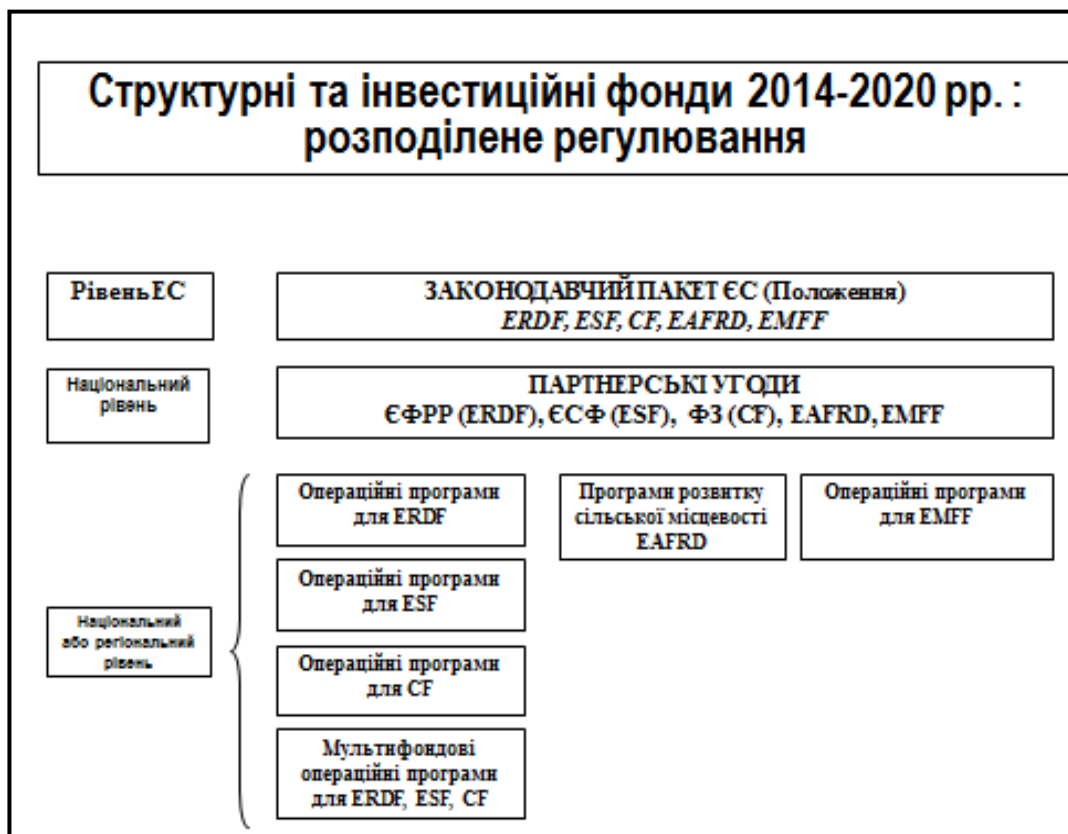 Структурні та інвестиційні фонди 2014-2020 рр. :
розподілене регулювання
Рівень ЕС
ЗАКОНОДАВЧИЙ ПАКЕТ ЄС (Положення)
ERDF, ESF, CF, EAFRD, EMFF
Національний
рівень
ПАРТНЕРСЬКІ УГОДИ
ЄФРР (ERDF), ЄСФ (ESF), ФЗ (CF), EAFRD, EMFF
Національний
або регіональний
рівень
Операційні програми
для ERDF
Програми розвитку
сільської місцевості
EAFRD
Операційні програми
для EMFF
Операційні програми
для ESF
Операційні програми
для CF
Мультифондові
операційні програми
для ERDF, ESF, CF